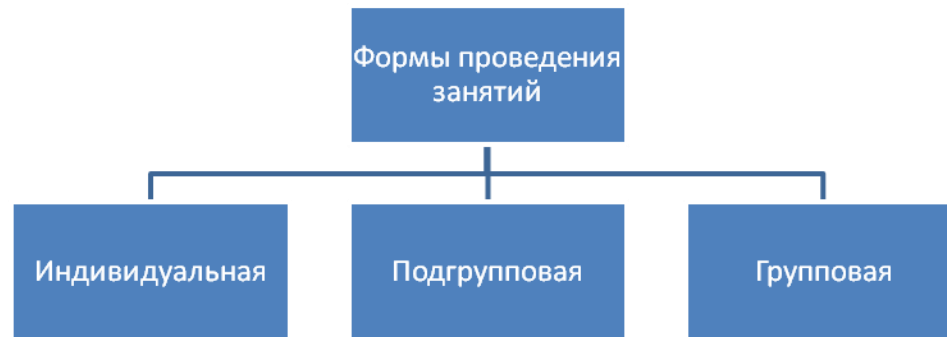 Формы проведения
занятий
Индивидуальная
Подгрупповая
Групповая